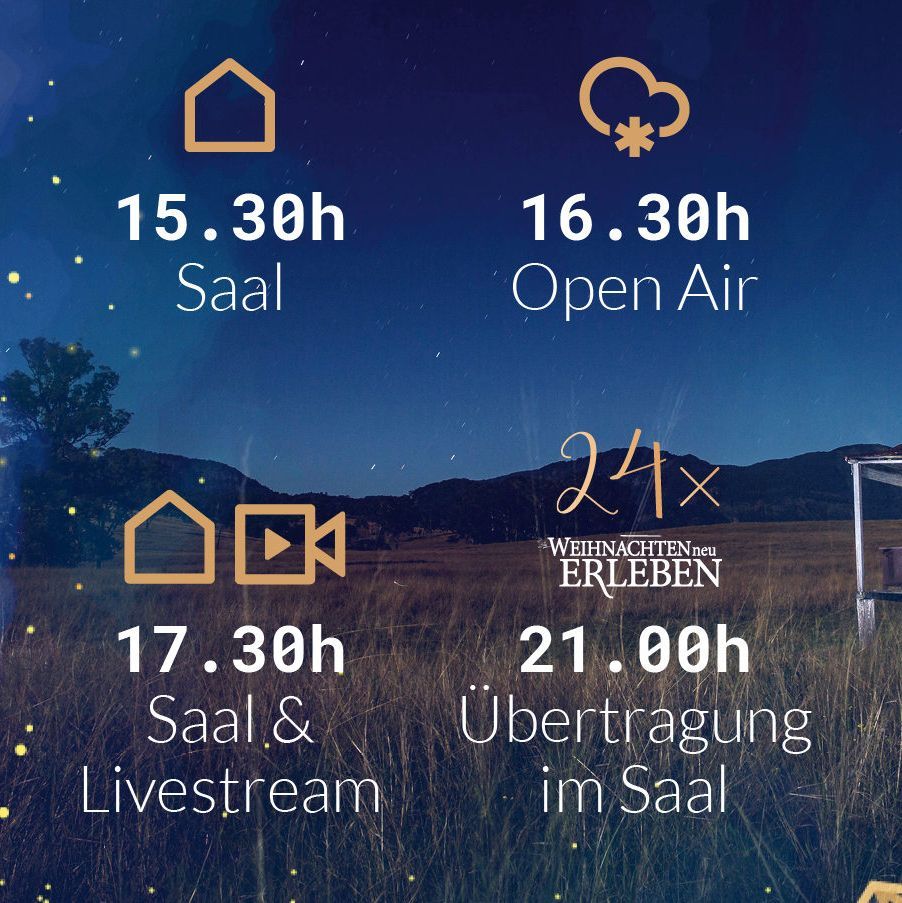 15.30h
Saal
16.30h
Open Air
17.30h
Saal &
Livestream
24x
WEIHNACHTEN neu
ERLEBEN
21.00h
Übertragung
im Saal